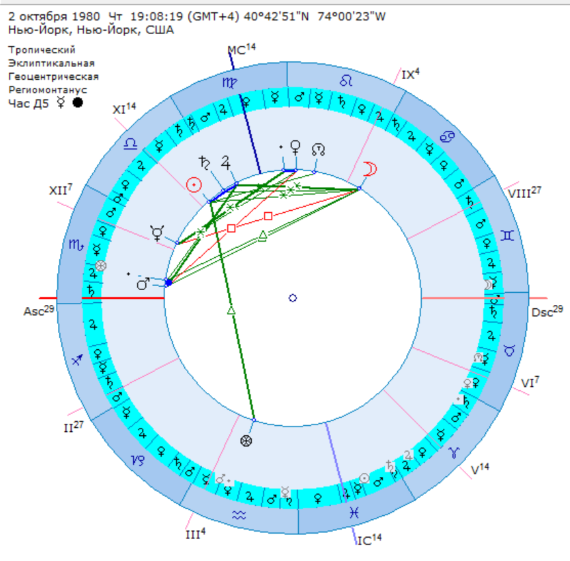 2 октября 1980 Чт 19:08:19 (GMT+4) 40°42'51"N 74°00'23"W
Нью-Йорк, Нью-Йорк, США
Тропический
Эклиптикальная
Геоцентрическая
Региомонтанус
Час Д5 ☿ ●
MC14
IX4
XI14
XII7
VIII27
Asc29
Dsc29
VI7
II27
V14
III4
IC14